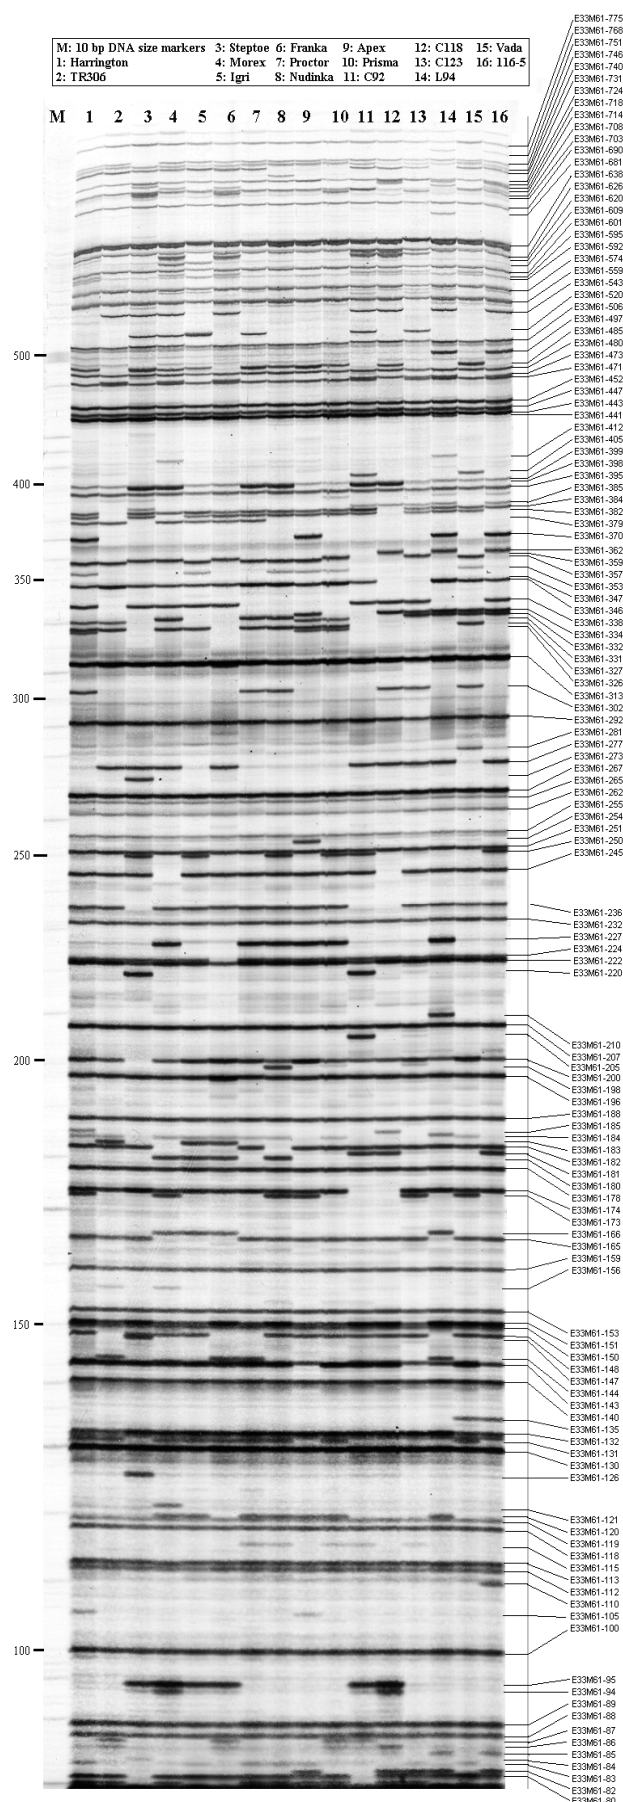 M: 10 bp DNA size markers 3: Steptoe 6: Franka 9: Apex 12: C118 15: Vada
1: Harrington 4: Morex 7: Proctor 10: Prisma 13: C123 16: 116-5
2: TR306 5: Igri 8: Nudinka 11: C92 14: L94
M 1 2 3 4 5 6 7 8 9 10 11 12 13 14 15 16
500
400
350
300
250
200
150
100
E33M61-775
E33M61-768
E33M61-751
E33M61-746
E33M61-740
E33M61-731
E33M61-724
E33M61-718
E33M61-714
E33M61-708
E33M61-703
E33M61-690
E33M61-681
E33M61-638
E33M61-626
E33M61-620
E33M61-609
E33M61-601
E33M61-595
E33M61-592
E33M61-574
E33M61-559
E33M61-543
E33M61-520
E33M61-506
E33M61-497
E33M61-485
E33M61-480
E33M61-473
E33M61-471
E33M61-452
E33M61-447
E33M61-443
E33M61-441
E33M61-412
E33M61-405
E33M61-399
E33M61-398
E33M61-395
E33M61-385
E33M61-384
E33M61-382
E33M61-379
E33M61-370
E33M61-362
E33M61-359
E33M61-357
E33M61-353
E33M61-347
E33M61-346
E33M61-338
E33M61-334
E33M61-332
E33M61-331
E33M61-327
E33M61-326
E33M61-313
E33M61-302
E33M61-292
E33M61-281
E33M61-277
E33M61-273
E33M61-267
E33M61-265
E33M61-262
E33M61-255
E33M61-254
E33M61-251
E33M61-250
E33M61-245
E33M61-236
E33M61-232
E33M61-227
E33M61-224
E33M61-222
E33M61-220
E33M61-210
E33M61-207
E33M61-205
E33M61-200
E33M61-198
E33M61-196
E33M61-188
E33M61-185
E33M61-184
E33M61-183
E33M61-182
E33M61-181
E33M61-180
E33M61-178
E33M61-174
E33M61-173
E33M61-166
E33M61-165
E33M61-159
E33M61-156
E33M61-153
E33M61-151
E33M61-150
E33M61-148
E33M61-147
E33M61-144
E33M61-143
E33M61-140
E33M61-135
E33M61-132
E33M61-131
E33M61-130
E33M61-126
E33M61-121
E33M61-120
E33M61-119
E33M61-118
E33M61-115
E33M61-113
E33M61-112
E33M61-110
E33M61-105
E33M61-100
E33M61-95
E33M61-94
E33M61-89
E33M61-88
E33M61-87
E33M61-86
E33M61-85
E33M61-84
E33M61-83
E33M61-82
E33M61-80